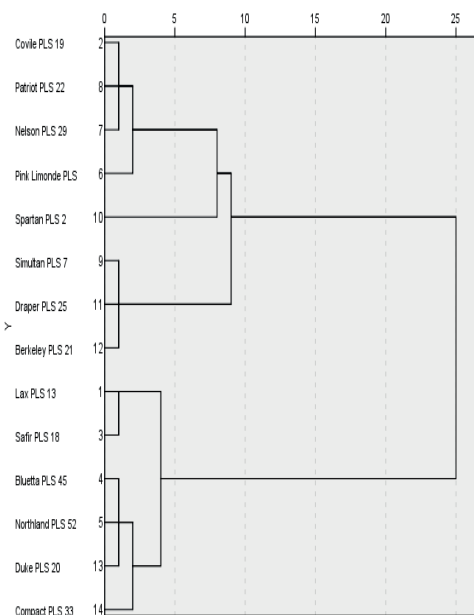 0 5 10 15 20 25
Covile PLS 19 2
Patriot PLS 22 8
Nelson PLS 29 7
Pink Limonde PLS 6
Spartan PLS 2 10
Simultan PLS 7 9
Draper PLS 25 11
Berkeley PLS 21 12
Y
Lax PLS 13 1
Safir PLS 18 3
Bluetta PLS 45 4
Northland PLS 52 5
Duke PLS 20 13
Compact PLS 33 14